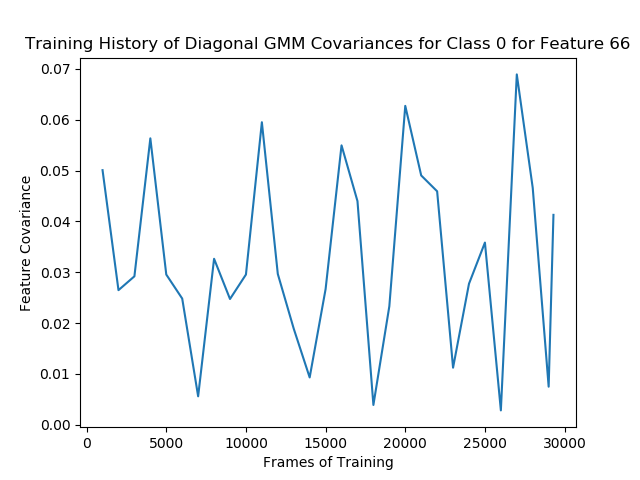 Training History of Diagonal GMM Covariances for Class 0 for Feature 66
0.07
0.06
0.05
0.04
0.03
0.02
0.01
0.00
Feature Covariance
0 5000 10000 15000 20000 25000 30000
Frames of Training